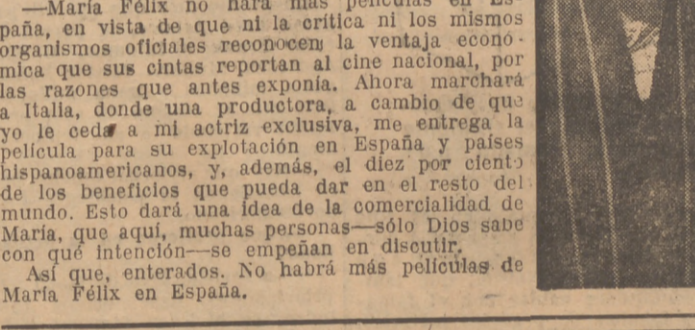 —María Félix no hará más películas en Es-
paña, en vista de que ni la crítica ni los mismos
organismos oficiales reconocen la ventaja econó-
mica que sus cintas reportan al cine nacional, por
las razones que antes exponía. Ahora marchará
a Italia, donde una productora, a cambio de que
yo le ceda a mi actriz exclusiva, me entrega la
película para su explotación en España y países
hispanoamericanos, y, además, el diez por ciento
de los beneficios que pueda dar en el resto del
mundo. Esto dará una idea de la comercialidad de
María, que aquí, muchas personas—sólo Dios sabe
con qué intención—se empeñan en discutir.
Así que, enterados. No habrá más películas de
María Félix en España.